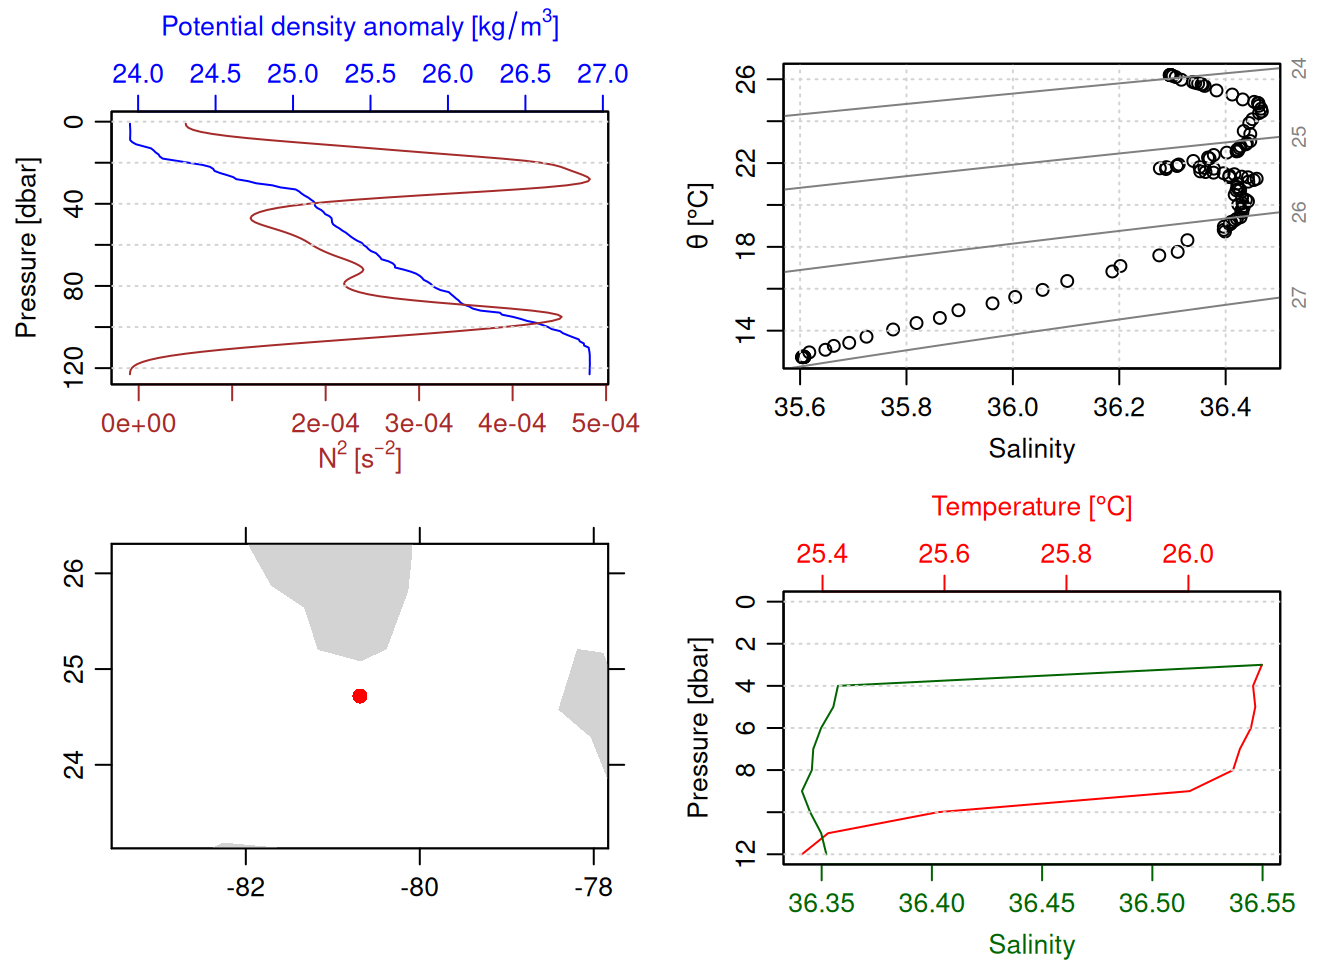 Potential density anomaly [kg/m3]
24.0 24.5 25.0 25.5 26.0 26.5 27.0
Pressure [dbar]
0
40
80
120
0e+00 2e-04 3e-04 4e-04 5e-04
N2 [s−2]
θ [°C]
26
22
18
14
24
25
26
27
35.6 35.8 36.0 36.2 36.4
Salinity
26
25
24
-82 -80 -78
Temperature [°C]
25.4 25.6 25.8 26.0
Pressure [dbar]
0
2
4
6
8
12
36.35 36.40 36.45 36.50 36.55
Salinity